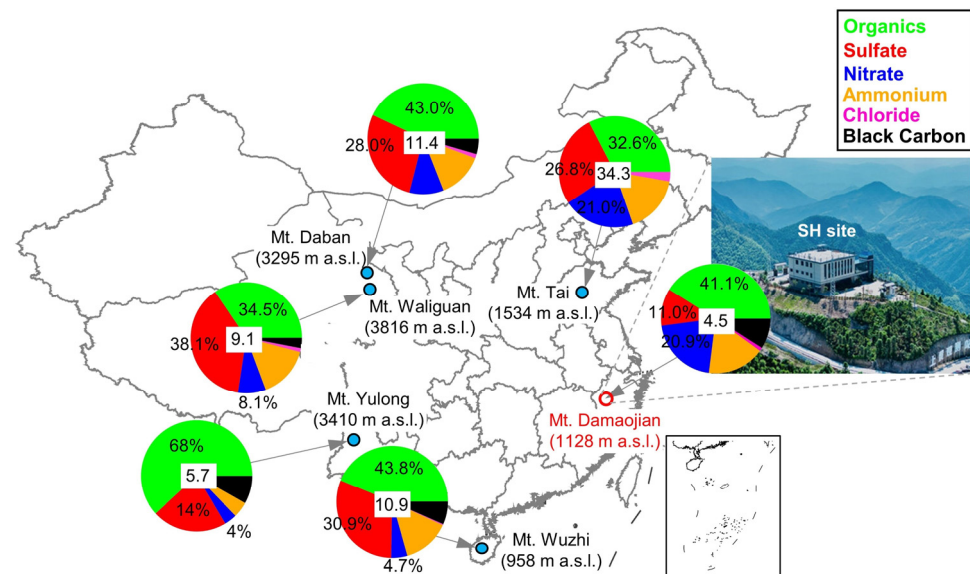 Organics
Sulfate
Nitrate
Ammonium
Chloride
Black Carbon
43.0%
28.0%
11.4
32.6%
26.8%
34.3
21.0%
SH site
Mt. Daban
(3295 m a.s.l.)
Mt. Waliguan
(3816 m a.s.l.)
Mt. Tai
(1534 m a.s.l.)
41.1%
11.0%
4.5
20.9%
34.5%
38.1%
9.1
8.1%
Mt. Yulong
(3410 m a.s.l.)
Mt. Damaojian
(1128 m a.s.l.)
68%
5.7
14%
4%
43.8%
30.9%
10.9
4.7%
Mt. Wuzhi
(958 m a.s.l.)